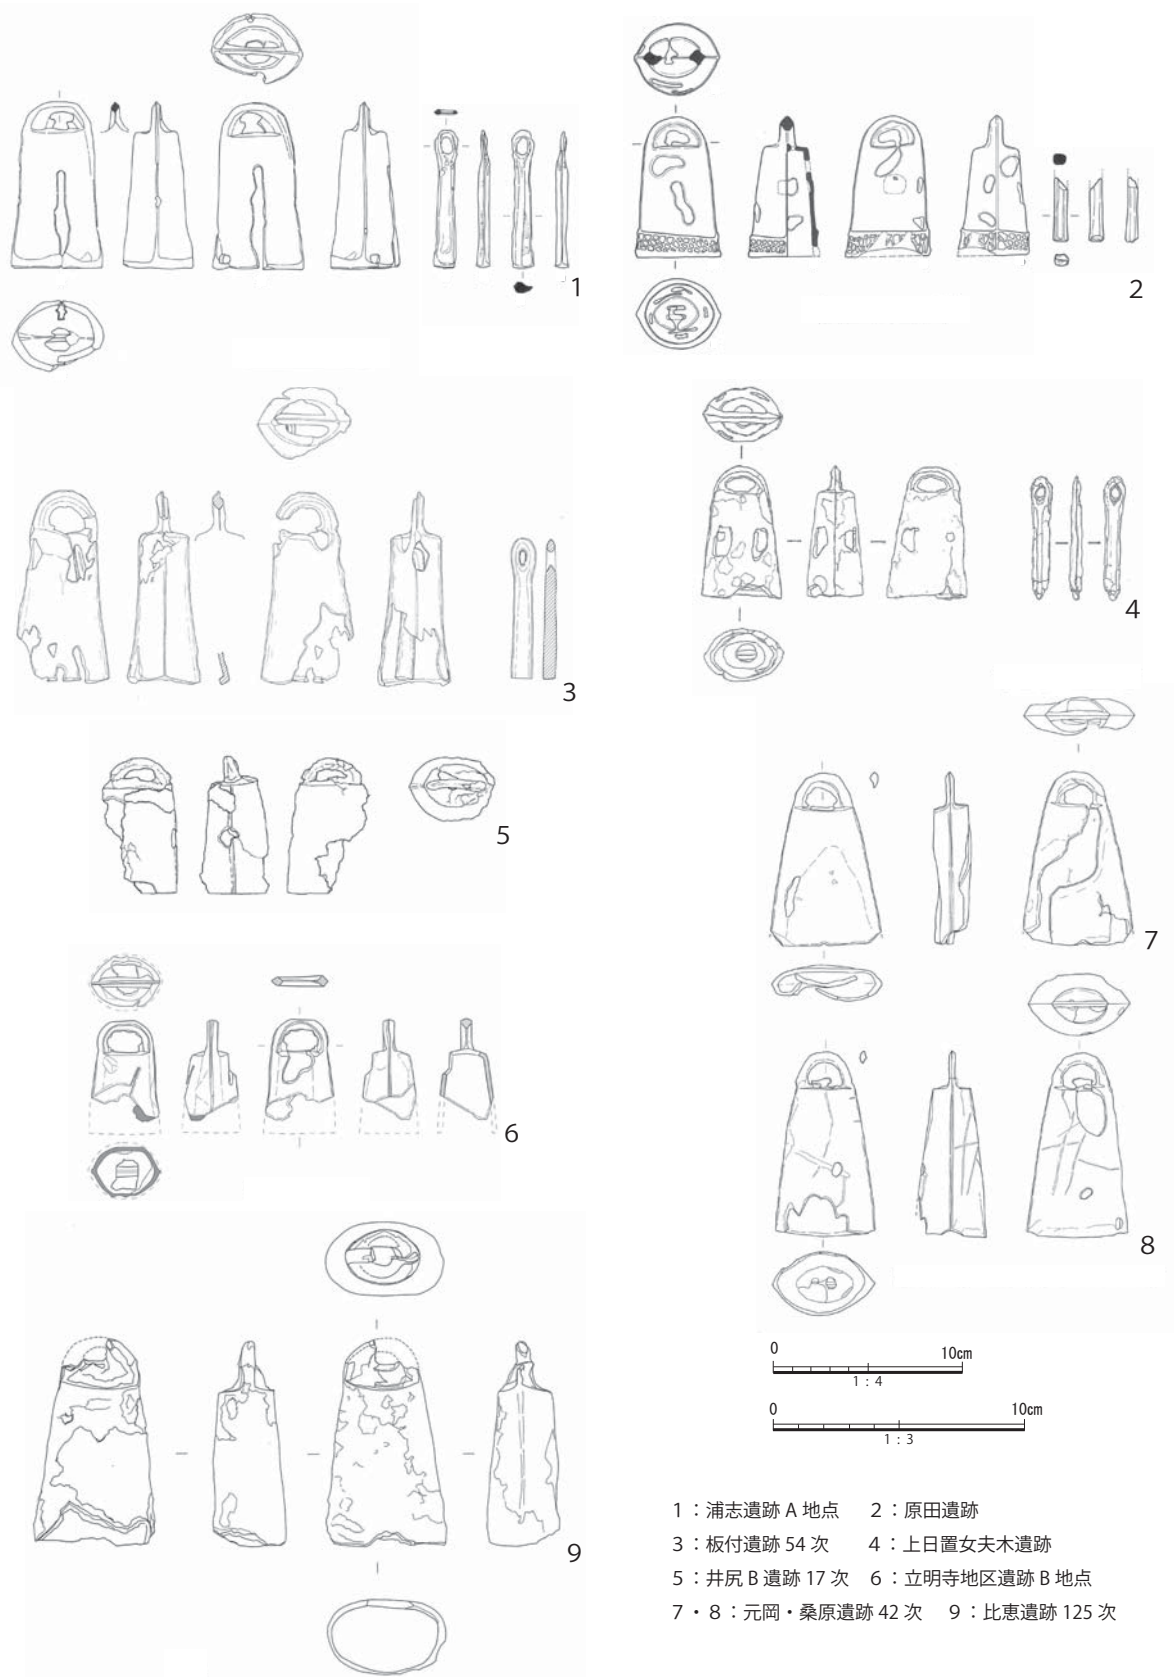 1
2
3
4
5
6
7
8
9
0 10cm
1 : 4
0 10cm
1 : 3
1：浦志遺跡 A 地点 2：原田遺跡
3：板付遺跡 54 次 4：上日置女夫木遺跡
5：井尻 B 遺跡 17 次 6：立明寺地区遺跡 B 地点
7・8：元岡・桑原遺跡 42 次 9：比恵遺跡 125 次